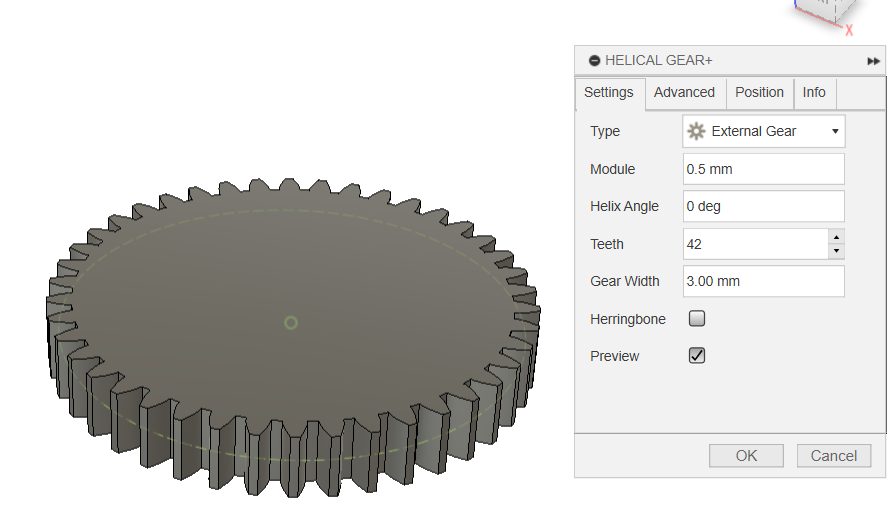 X
HELICAL GEAR+
Settings Advanced Position Info
Type External Gear
Module 0.5 mm
Helix Angle 0 deg
Teeth 42
Gear Width 3.00 mm
Herringbone
Preview
OK Cancel